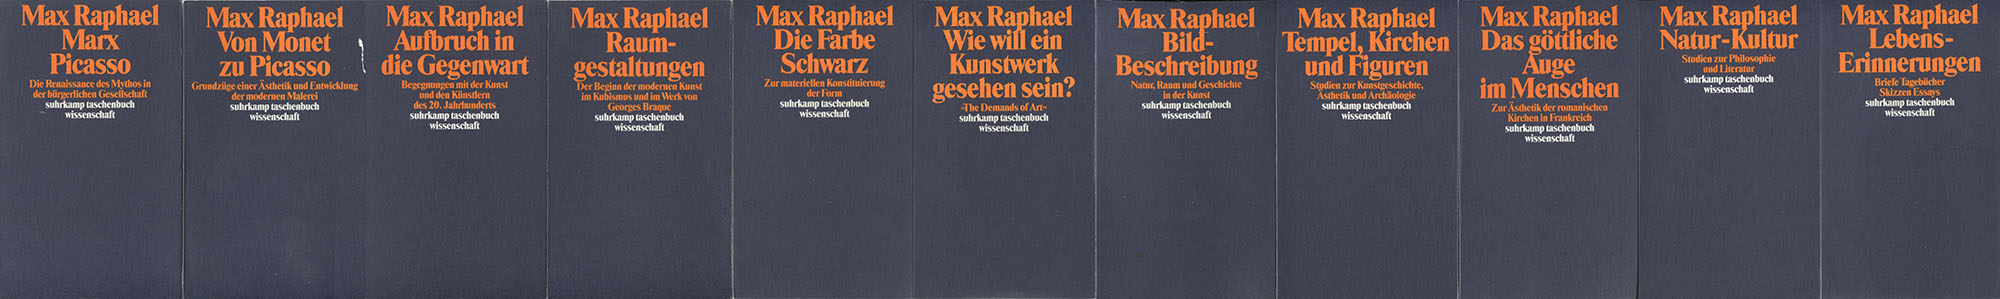 Max Raphael
Marx
Picasso
Die Renaissance des Mythos in
der bürgerlichen Gesellschaft
suhrkamp taschenbuch
wissenschaft
Max Raphael
Von Monet
zu Picasso
Grundzüge einer Ästhetik und Entwicklung
der modernen Malerei
suhrkamp taschenbuch
wissenschaft
Max Raphael
Aufbruch in
die Gegenwart
Begegnungen mit der Kunst
und den Künstlern
des 20. Jahrhunderts
suhrkamp taschenbuch
wissenschaft
Max Raphael
Raum-
gestaltungen
Der Beginn der modernen Kunst
im Kubismus und im Werk von
Georges Braque
suhrkamp taschenbuch
wissenschaft
Max Raphael
Die Farbe
Schwarz
Zur materiellen Konstituierung
der Form
suhrkamp taschenbuch
wissenschaft
Max Raphael
Wie will ein
Kunstwerk
gesehen sein?
»The Demands of Art«
suhrkamp taschenbuch
wissenschaft
Max Raphael
Bild-
Beschreibung
Natur, Raum und Geschichte
in der Kunst
suhrkamp taschenbuch
wissenschaft
Max Raphael
Tempel, Kirchen
und Figuren
Studien zur Kunstgeschichte,
Ästhetik und Archäologie
suhrkamp taschenbuch
wissenschaft
Max Raphael
Das göttliche
Auge
im Menschen
Zur Ästhetik der romanischen
Kirchen in Frankreich
suhrkamp taschenbuch
wissenschaft
Max Raphael
Natur-Kultur
Studien zur Philosophie
und Literatur
suhrkamp taschenbuch
wissenschaft
Max Raphael
Lebens-
Erinnerungen
Briefe Tagebücher
Skizzen Essays
suhrkamp taschenbuch
wissenschaft